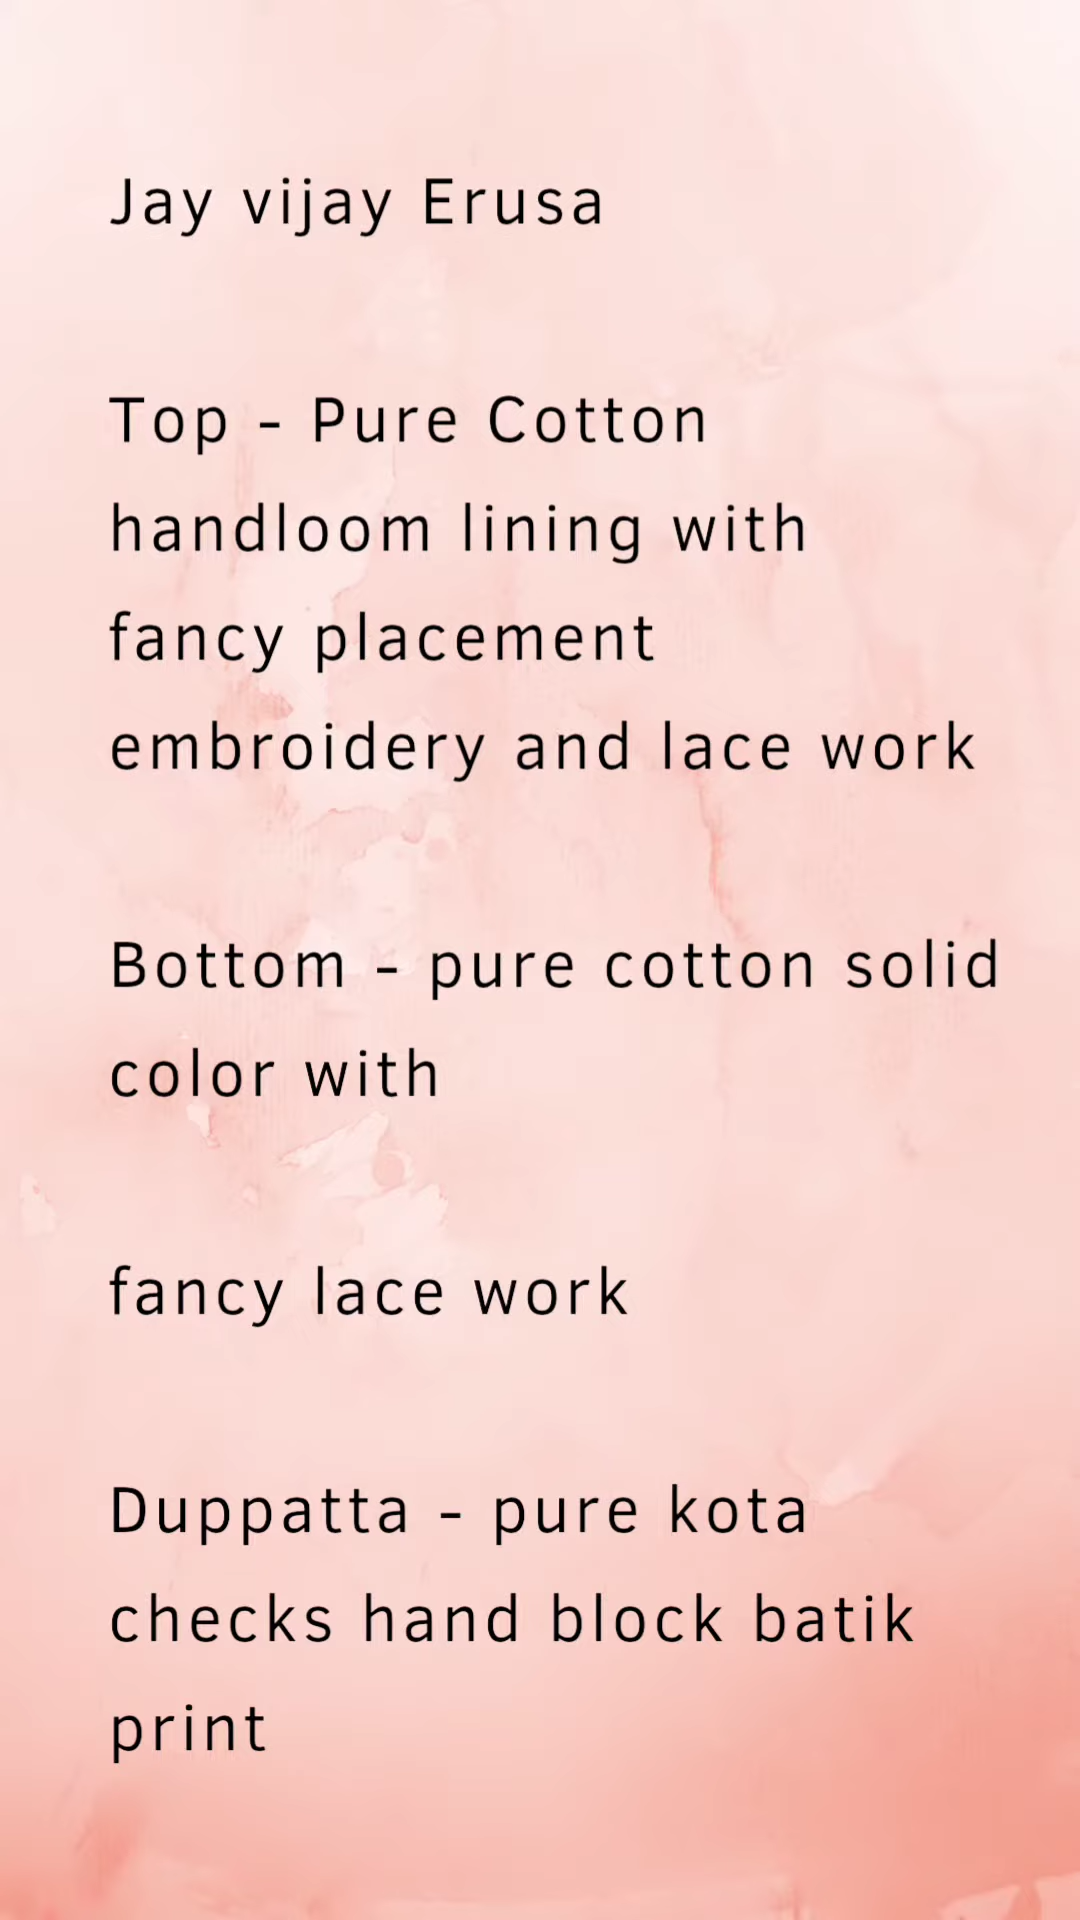 Jay vijay Erusa
Top - Pure Cotton
handloom lining with
fancy placement
embroidery and lace work
Bottom - pure cotton solid
color with
fancy lace work
Duppatta - pure kota
checks hand block batik
print